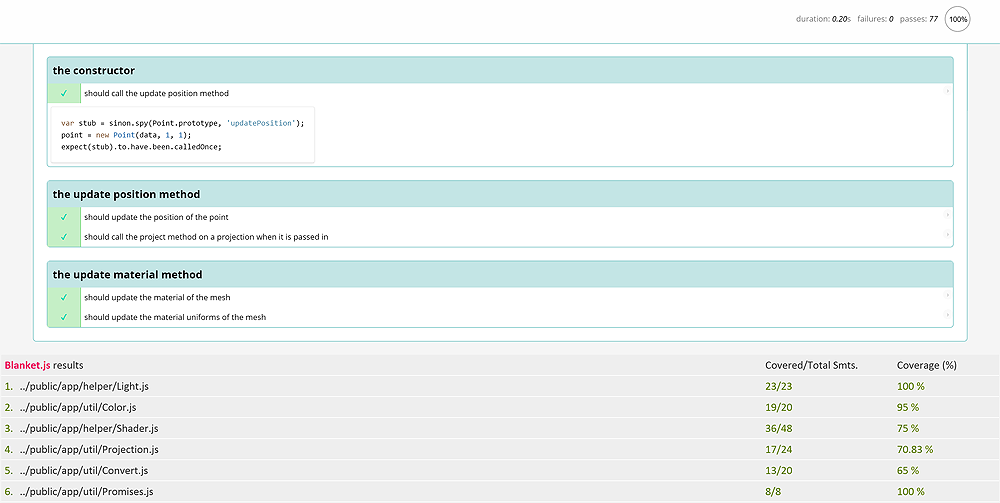 duration: 0.20s failures: 0 passes: 77 100%
the constructor
✓ should call the update position method
var stub = sinon.spy(Point.prototype, 'updatePosition');
point = new Point(data, 1, 1);
expect(stub).to.have.been.calledOnce;
the update position method
✓ should update the position of the point
✓ should call the project method on a projection when it is passed in
the update material method
✓ should update the material of the mesh
✓ should update the material uniforms of the mesh
Blanket.js results Covered/Total Smts. Coverage (%)
1. ../public/app/helper/Light.js 23/23 100 %
2. ../public/app/util/Color.js 19/20 95 %
3. ../public/app/helper/Shader.js 36/48 75 %
4. ../public/app/util/Projection.js 17/24 70.83 %
5. ../public/app/util/Convert.js 13/20 65 %
6. ../public/app/util/Promises.js 8/8 100 %